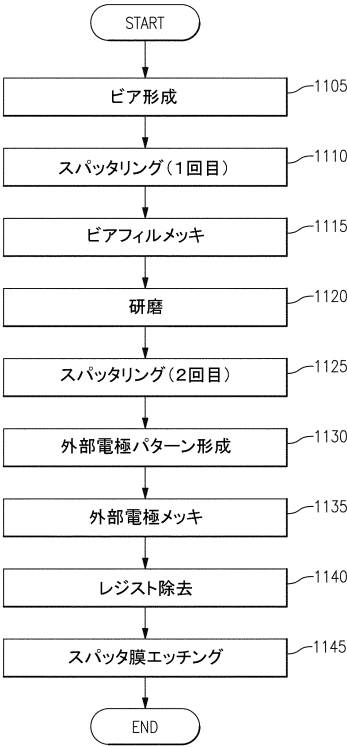 START
ビア形成
1105
スパッタリング(1回目)
1110
ビアフィルメッキ
1115
研磨
1120
スパッタリング(2回目)
1125
外部電極パターン形成
1130
外部電極メッキ
1135
レジスト除去
1140
スパッタ膜エッチング
1145
END